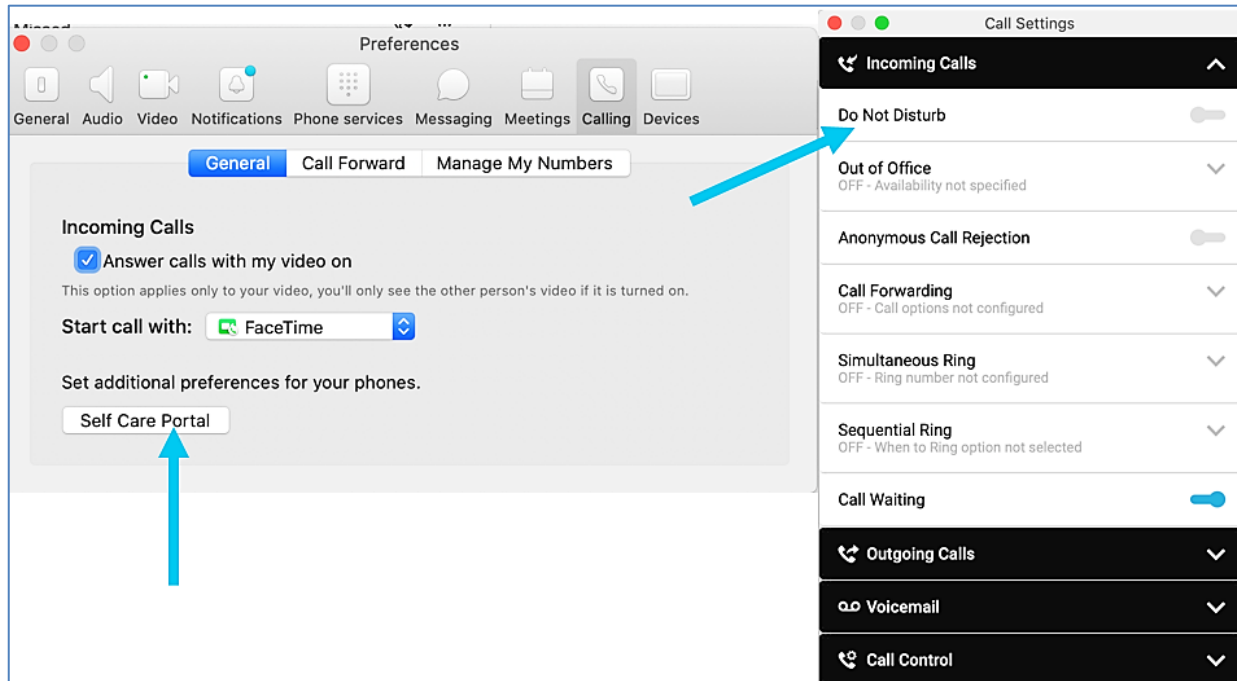 Missed
Preferences
General Audio Video Notifications Phone services Messaging Meetings Calling Devices
General Call Forward Manage My Numbers
Incoming Calls
Answer calls with my video on
This option applies only to your video, you'll only see the other person's video if it is turned on.
Start call with: FaceTime
Set additional preferences for your phones.
Self Care Portal
Call Settings
Incoming Calls
Do Not Disturb
Out of Office
OFF - Availability not specified
Anonymous Call Rejection
Call Forwarding
OFF - Call options not configured
Simultaneous Ring
OFF - Ring number not configured
Sequential Ring
OFF - When to Ring option not selected
Call Waiting
Outgoing Calls
Voicemail
Call Control